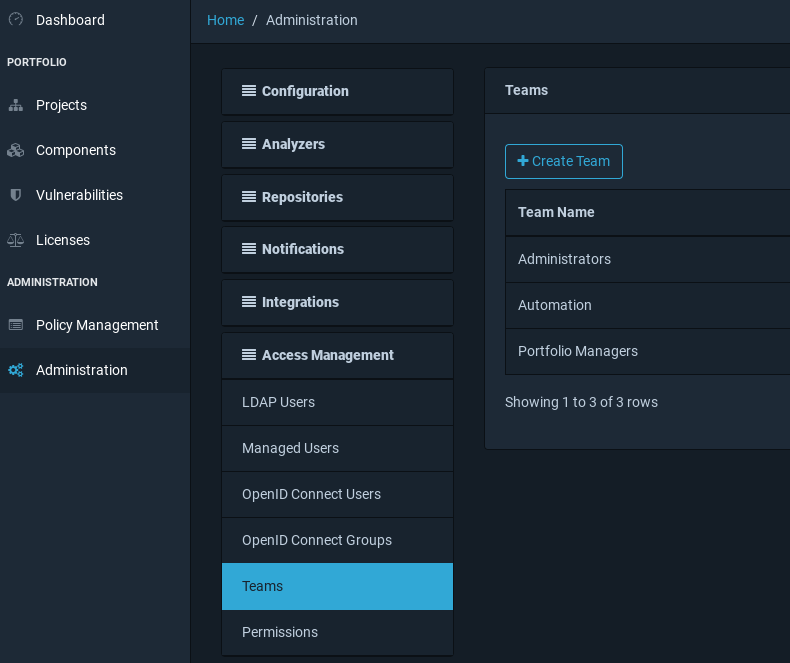 Dashboard
PORTFOLIO
Projects
Components
Vulnerabilities
Licenses
ADMINISTRATION
Policy Management
Administration
Home / Administration
Configuration
Analyzers
Repositories
Notifications
Integrations
Access Management
LDAP Users
Managed Users
OpenID Connect Users
OpenID Connect Groups
Teams
Permissions
Teams
Create Team
Team Name
Administrators
Automation
Portfolio Managers
Showing 1 to 3 of 3 rows